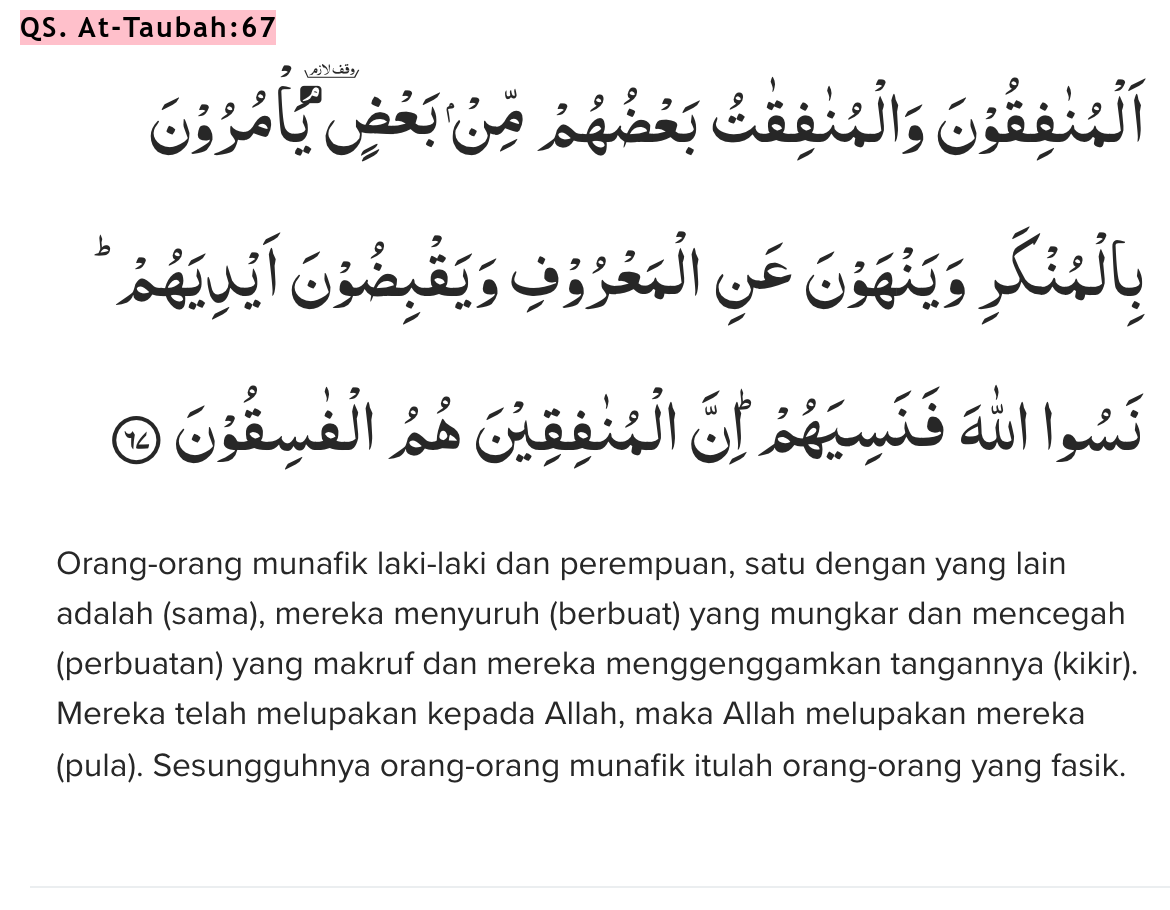 QS. At-Taubah:67
اَلْمُنٰفِقُوْنَ وَالْمُنٰفِقٰتُ بَعْضُهُمْ مِّنْۢ بَعْضٍۘ يَأْمُرُوْنَ
بِالْمُنْكَرِ وَيَنْهَوْنَ عَنِ الْمَعْرُوْفِ وَيَقْبِضُوْنَ اَيْدِيَهُمْ ۗ
نَسُوا اللّٰهَ فَنَسِيَهُمْ ۗ اِنَّ الْمُنٰفِقِيْنَ هُمُ الْفٰسِقُوْنَ ٦٧
Orang-orang munafik laki-laki dan perempuan, satu dengan yang lain
adalah (sama), mereka menyuruh (berbuat) yang mungkar dan mencegah
(perbuatan) yang makruf dan mereka menggenggamkan tangannya (kikir).
Mereka telah melupakan kepada Allah, maka Allah melupakan mereka
(pula). Sesungguhnya orang-orang munafik itulah orang-orang yang fasik.